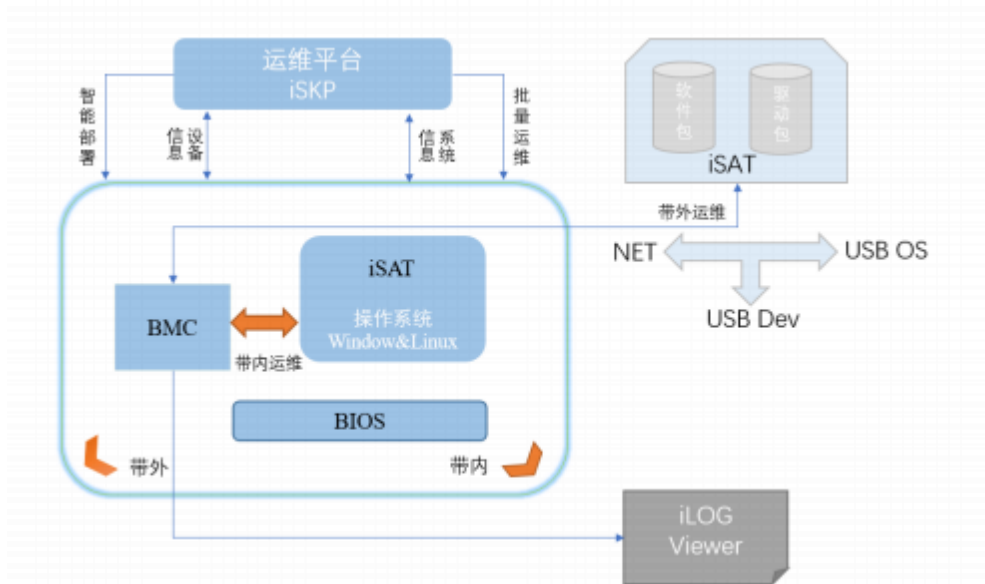 运维平台
iSKP
智能部署
设备
信息
系统
信息
批量运维
软件包
驱动包
iSAT
带外运维
NET
USB OS
USB Dev
iSAT
操作系统
Window&Linux
BMC
带内运维
BIOS
带外
带内
iLOG
Viewer